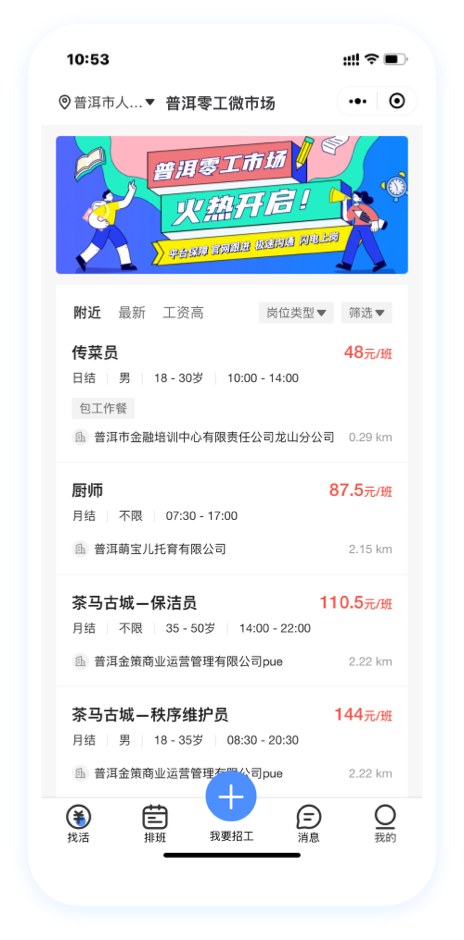 10:53
普洱市人... 普洱零工微市场
普洱零工市场
火热开启！
平台保障 官网跟进 极速沟通 闪电上岗
附近 最新 工资高 岗位类型 筛选
传菜员 48元/班
日结 男 18 - 30岁 10:00 - 14:00
包工作餐
普洱市金融培训中心有限责任公司龙山分公司 0.29 km
厨师 87.5元/班
月结 不限 07:30 - 17:00
普洱萌宝儿托育有限公司 2.15 km
茶马古城—保洁员 110.5元/班
月结 不限 35 - 50岁 14:00 - 22:00
普洱金策商业运营管理有限公司pue 2.22 km
茶马古城—秩序维护员 144元/班
月结 男 18 - 35岁 08:30 - 20:30
普洱金策商业运营管理有限公司pue 2.22 km
找活 排班 我要招工 消息 我的